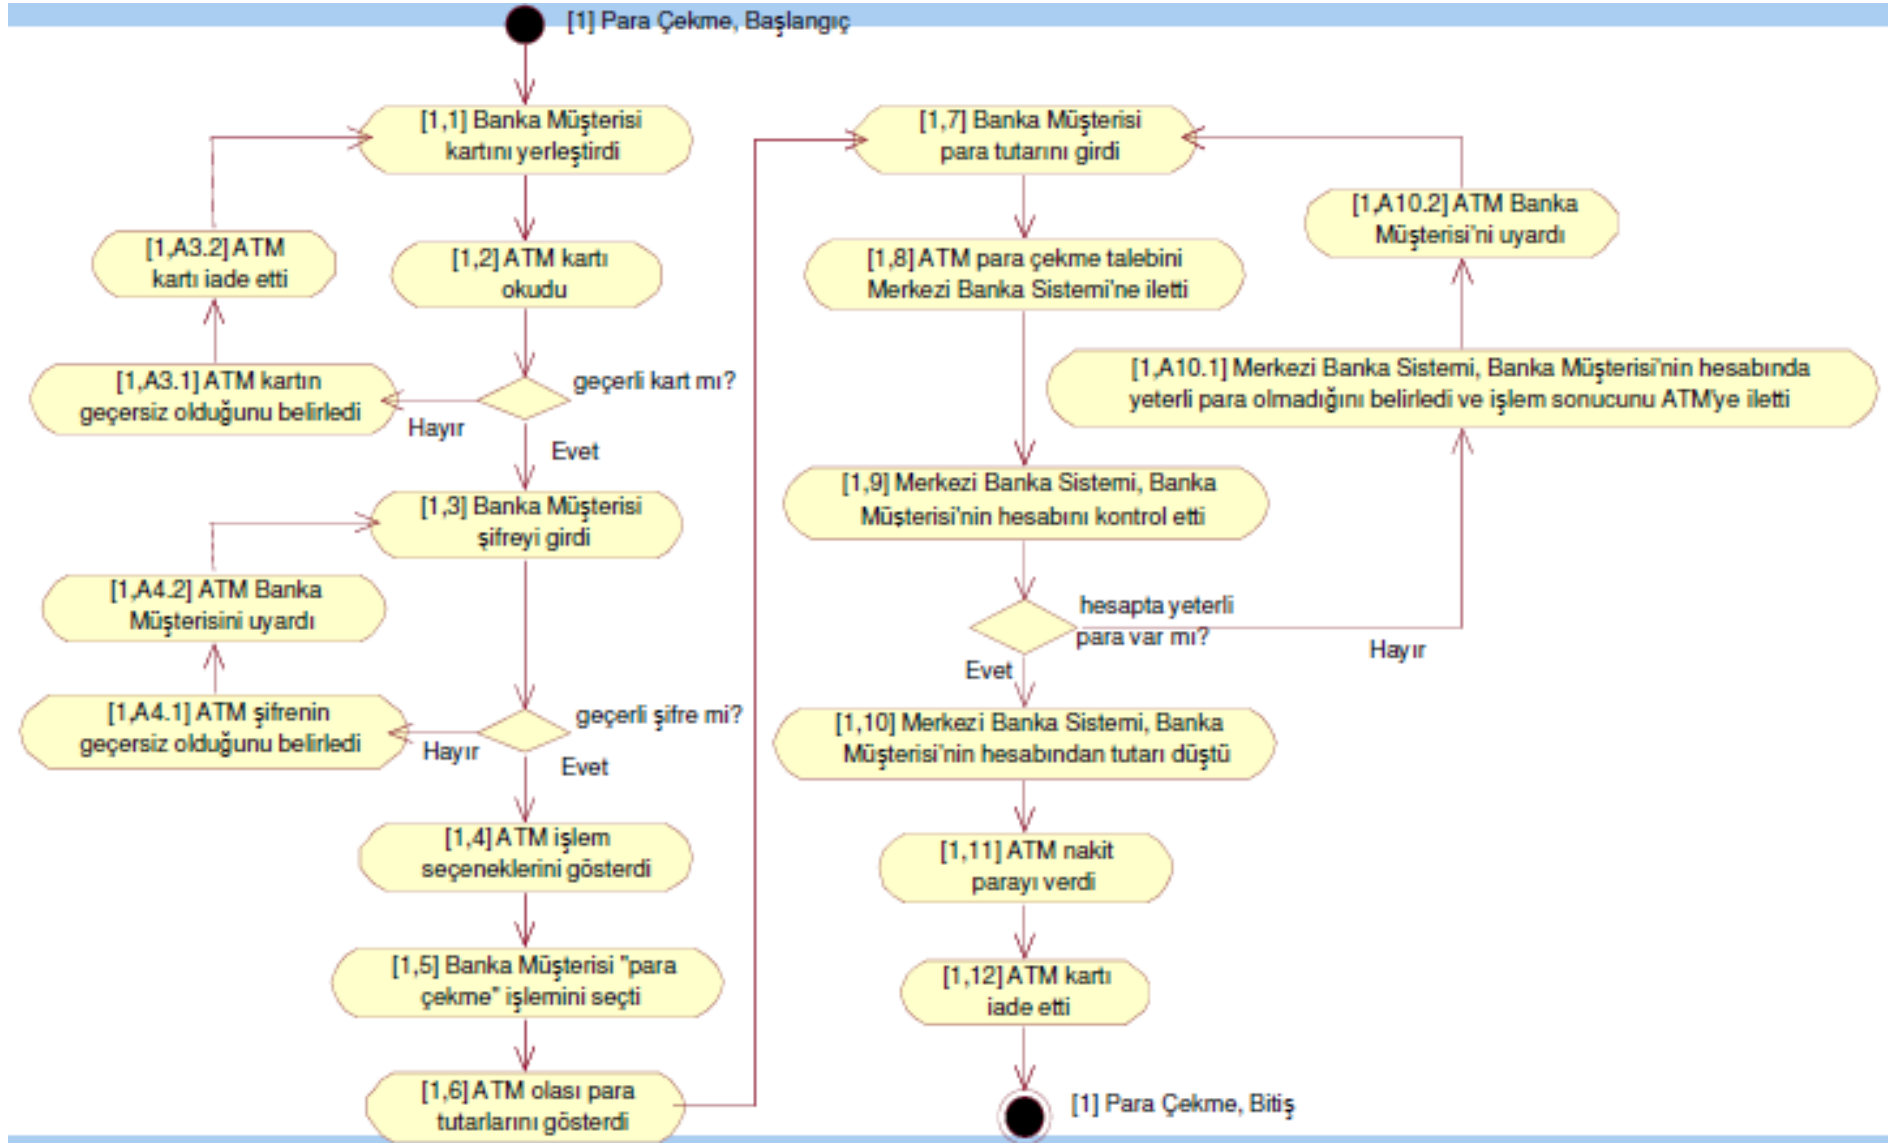 [1] Para Çekme, Başlangıç
[1,1] Banka Müşterisi
kartını yerleştirdi
[1,2] ATM kartı
okudu
geçerli kart mı?
Hayır
Evet
[1,A3.1] ATM kartın
geçersiz olduğunu belirledi
[1,A3.2] ATM
kartı iade etti
[1,3] Banka Müşterisi
şifreyi girdi
geçerli şifre mi?
Hayır
Evet
[1,A4.1] ATM şifrenin
geçersiz olduğunu belirledi
[1,A4.2] ATM Banka
Müşterisini uyardı
[1,4] ATM işlem
seçeneklerini gösterdi
[1,5] Banka Müşterisi "para
çekme" işlemini seçti
[1,6] ATM olası para
tutarlarını gösterdi
[1,7] Banka Müşterisi
para tutarını girdi
[1,8] ATM para çekme talebini
Merkezi Banka Sistemi'ne iletti
[1,9] Merkezi Banka Sistemi, Banka
Müşterisi'nin hesabını kontrol etti
hesapta yeterli
para var mı?
Hayır
Evet
[1,A10.1] Merkezi Banka Sistemi, Banka Müşterisi'nin hesabında
yeterli para olmadığını belirledi ve işlem sonucunu ATM'ye iletti
[1,A10.2] ATM Banka
Müşterisi'ni uyardı
[1,10] Merkezi Banka Sistemi, Banka
Müşterisi'nin hesabından tutarı düştü
[1,11] ATM nakit
parayı verdi
[1,12] ATM kartı
iade etti
[1] Para Çekme, Bitiş